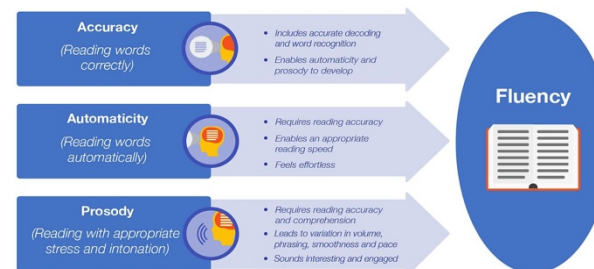 Accuracy
(Reading words
correctly)
• Includes accurate decoding
and word recognition
• Enables automaticity and
prosody to develop
Automaticity
(Reading words
automatically)
• Requires reading accuracy
• Enables an appropriate
reading speed
• Feels effortless
Prosody
(Reading with appropriate
stress and intonation)
• Requires reading accuracy
and comprehension
• Leads to variation in volume,
phrasing, smoothness and pace
• Sounds interesting and engaged
Fluency